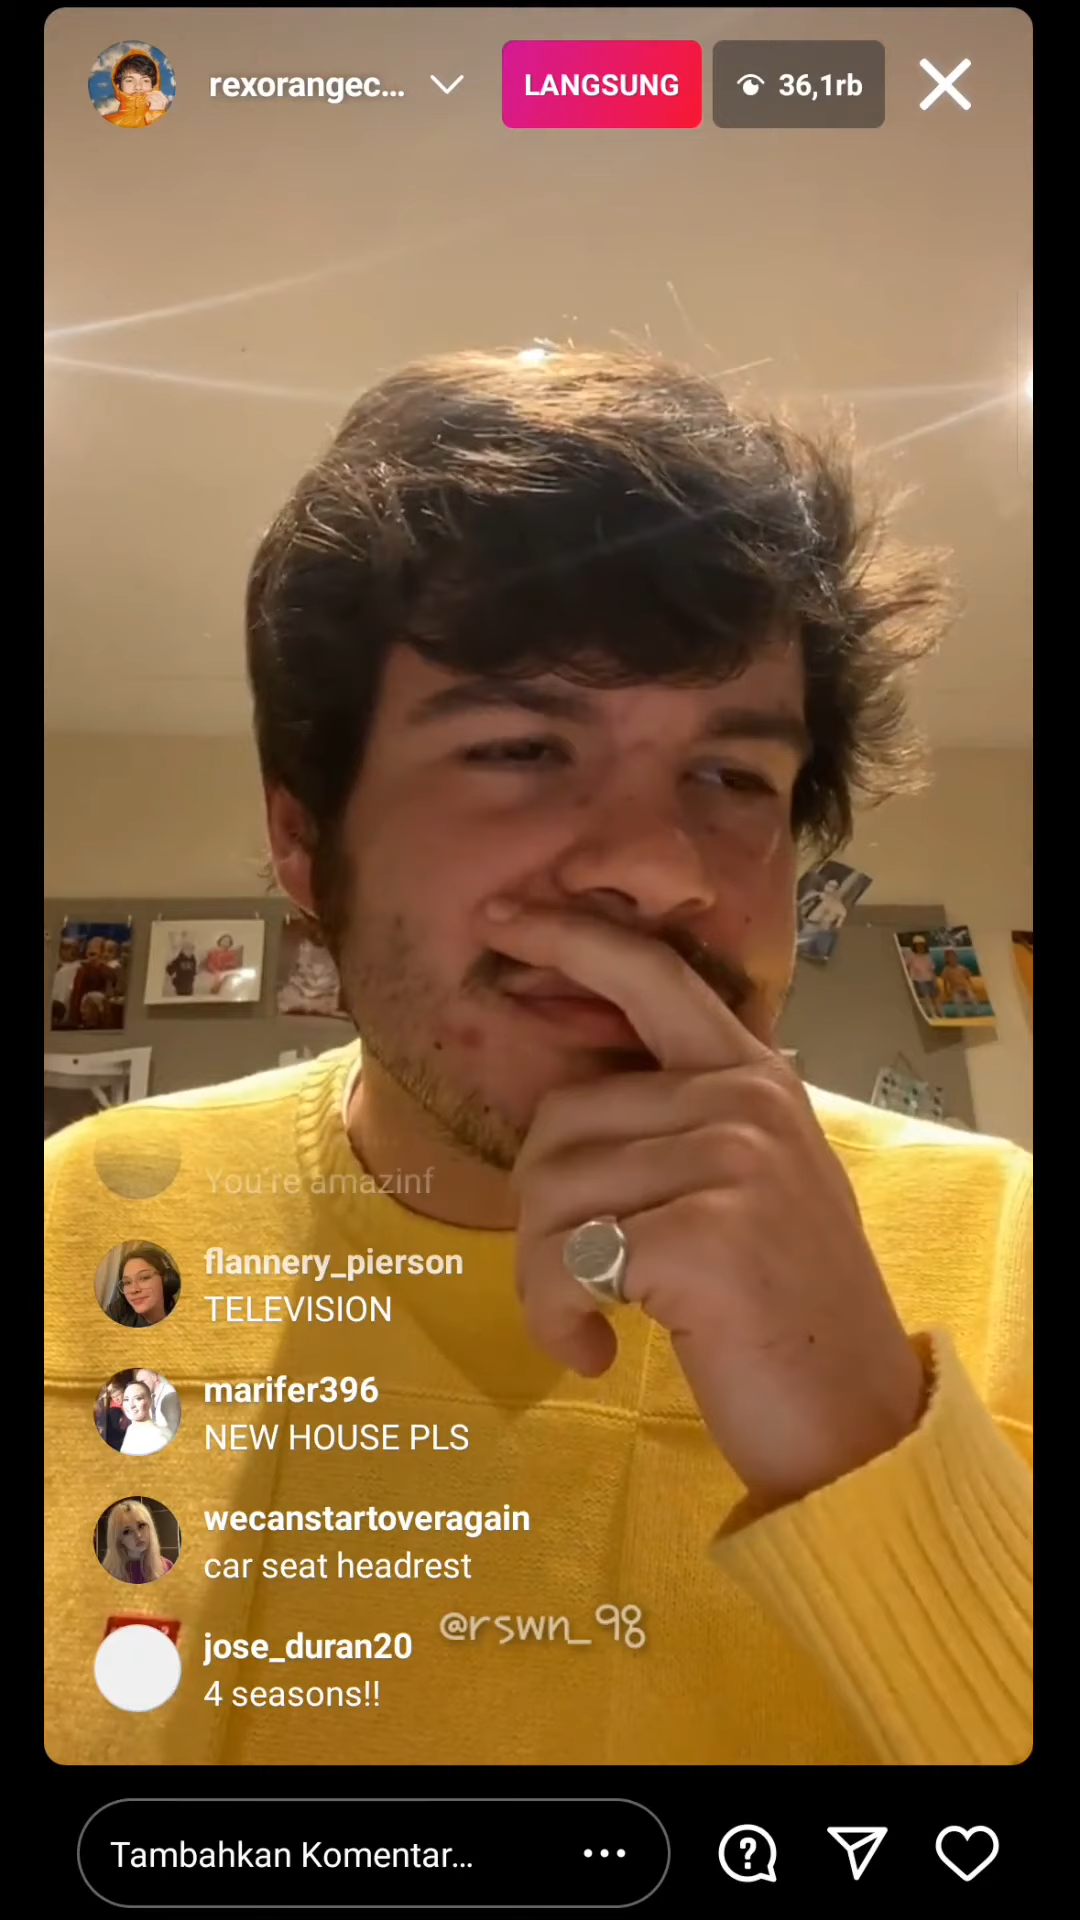 rexorangec...
LANGSUNG
36,1rb
You're amazinf
flannery_pierson
TELEVISION
marifer396
NEW HOUSE PLS
wecanstartoveragain
car seat headrest
@rswn_98
jose_duran20
4 seasons!!
Tambahkan Komentar...